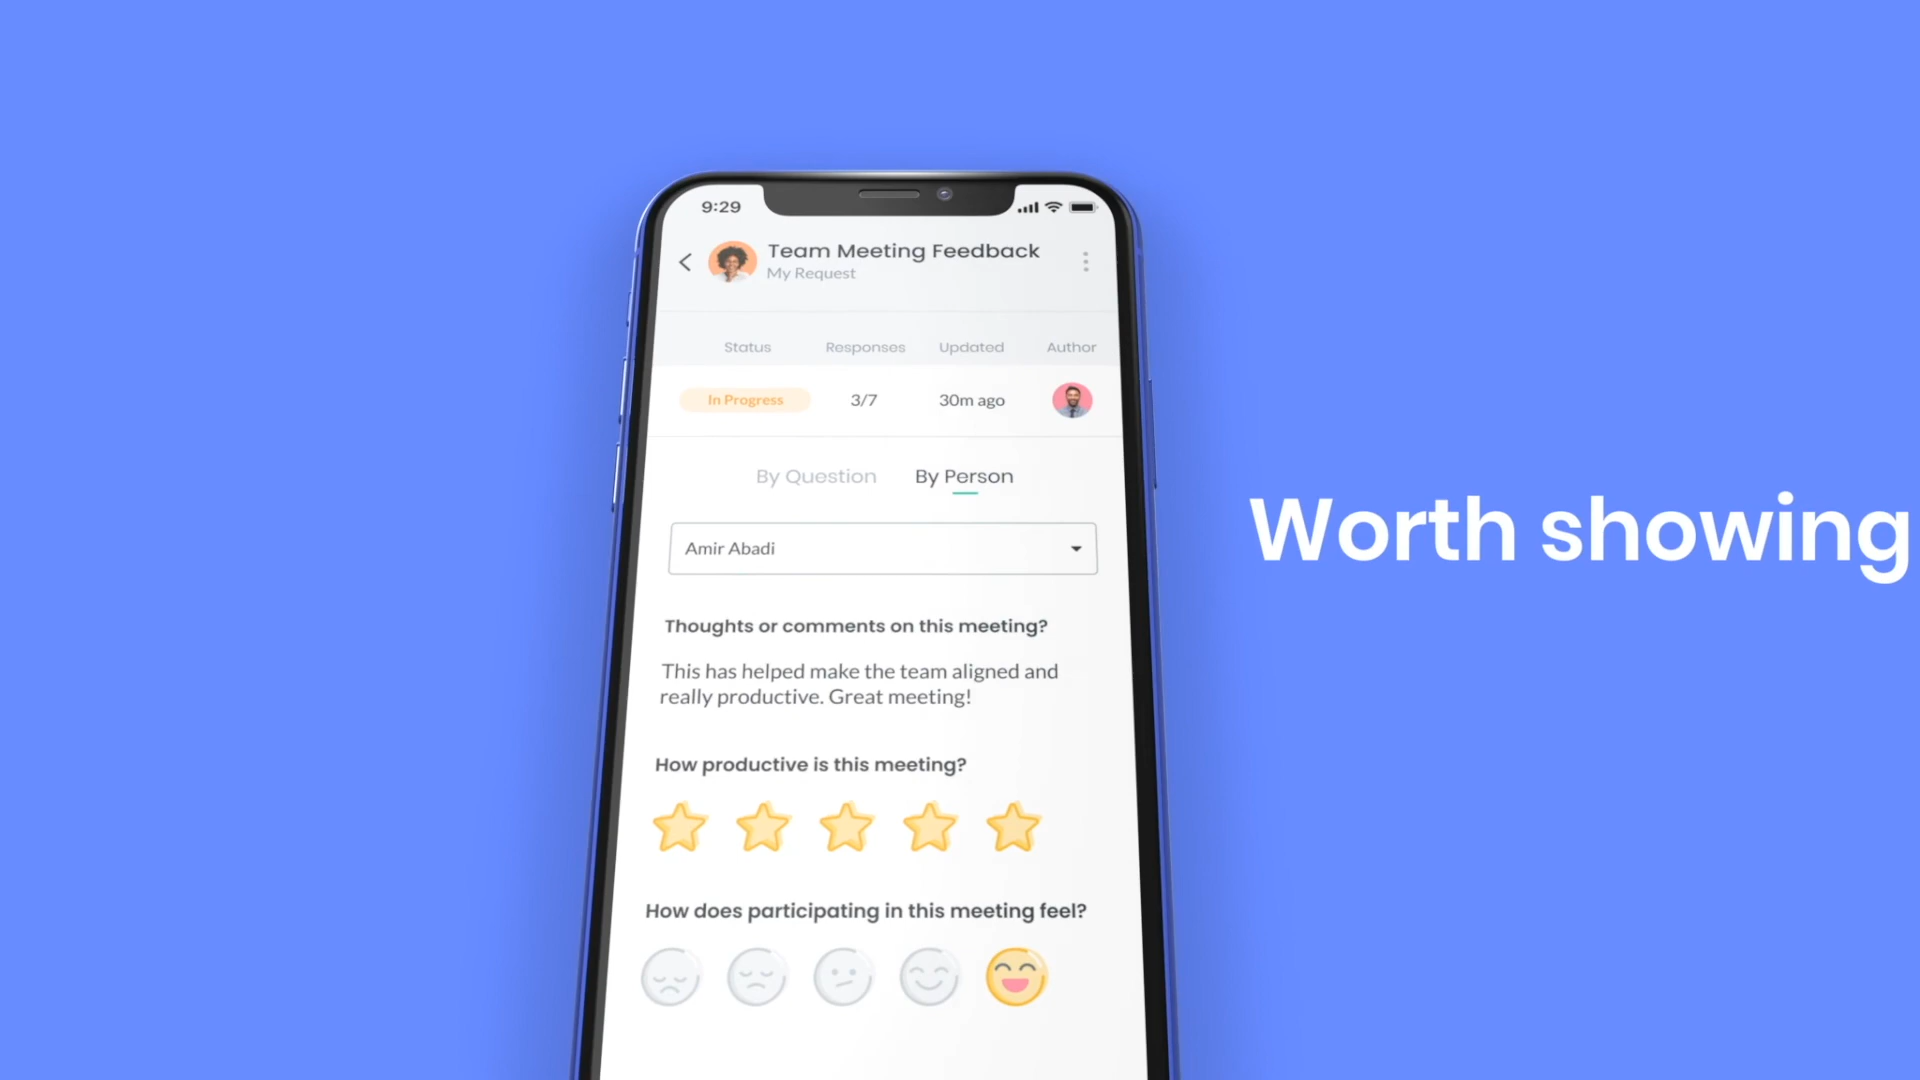 9:29
Team Meeting Feedback
My Request
Status Responses Updated Author
In Progress 3/7 30m ago
By Question By Person
Amir Abadi
Thoughts or comments on this meeting?
This has helped make the team aligned and
really productive. Great meeting!
How productive is this meeting?
How does participating in this meeting feel?
Worth showing